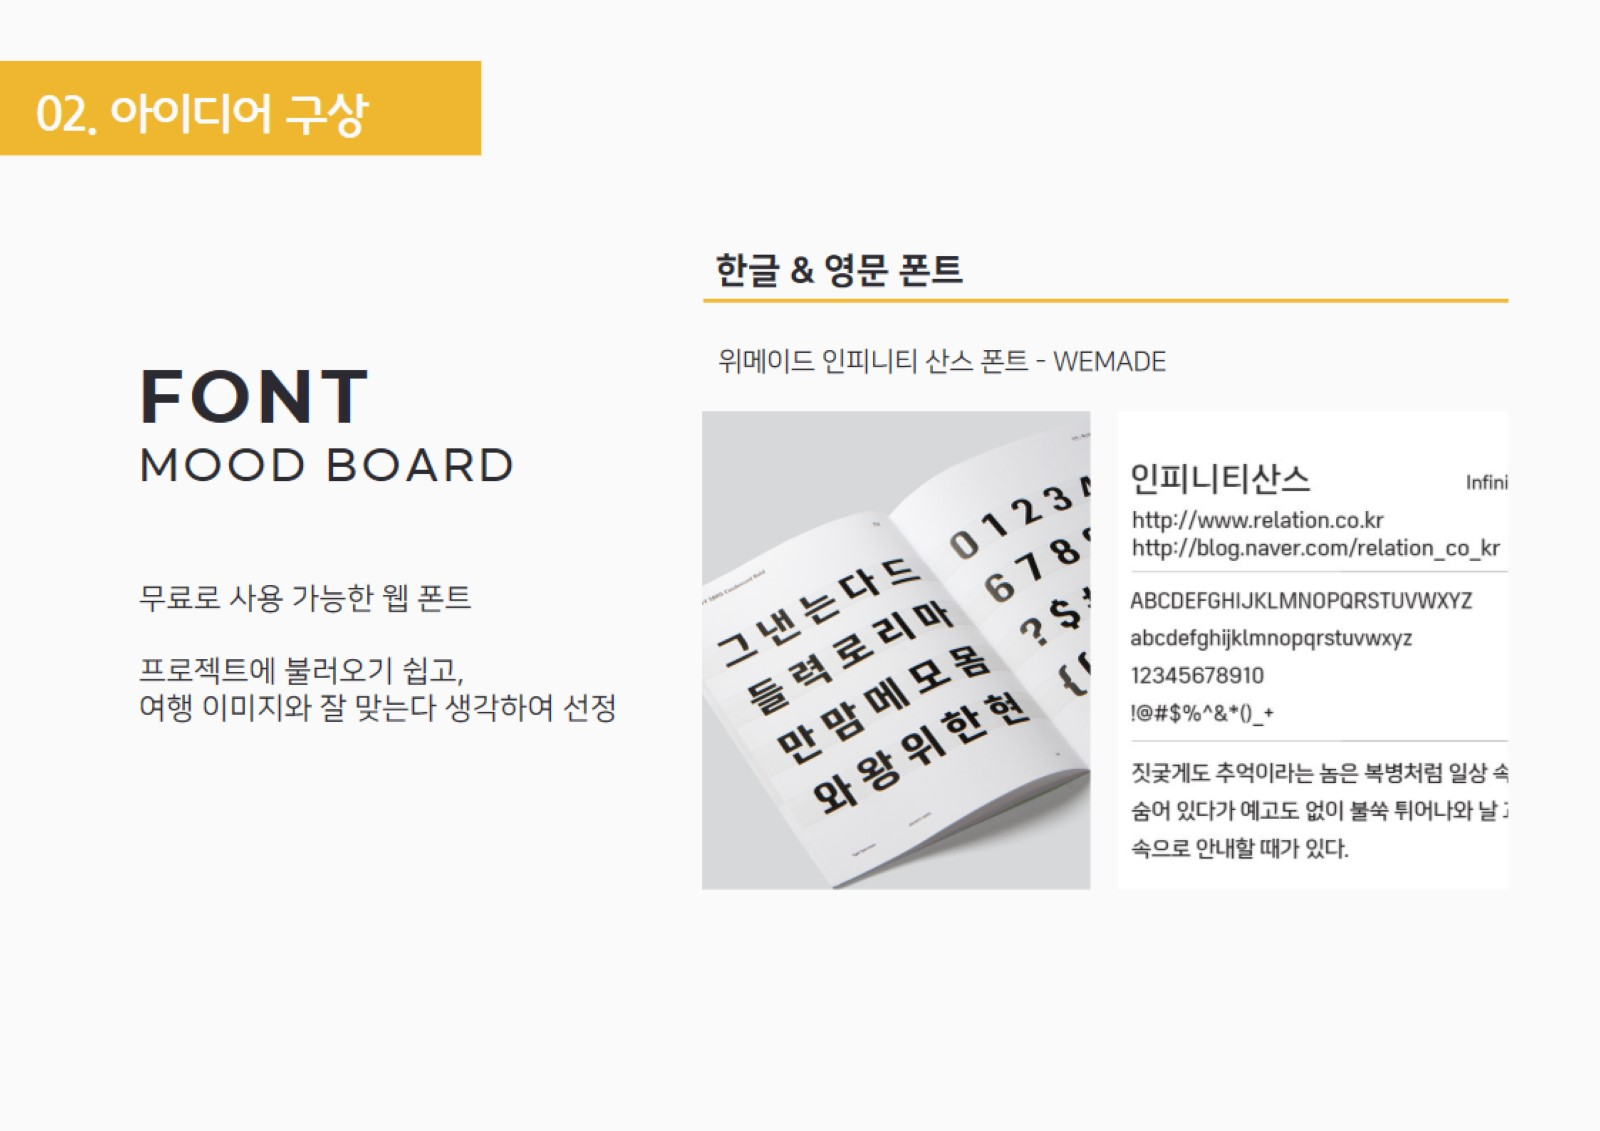 02. 아이디어 구상
FONT
MOOD BOARD
무료로 사용 가능한 웹 폰트
프로젝트에 불러오기 쉽고,
여행 이미지와 잘 맞는다 생각하여 선정
한글 & 영문 폰트
위메이드 인피니티 산스 폰트 - WEMADE
그낸는다드
들력로리마
만맘메모몸
와왕위한현
0123
678
?$
{
인피니티산스
Infini
http://www.relation.co.kr
http://blog.naver.com/relation_co_kr
ABCDEFGHIJKLMNOPQRSTUVWXYZ
abcdefghijklmnopqrstuvwxyz
12345678910
!@#$%^&*()_+
짓궂게도 추억이라는 놈은 복병처럼 일상 속
숨어 있다가 예고도 없이 불쑥 튀어나와 날
속으로 안내할 때가 있다.